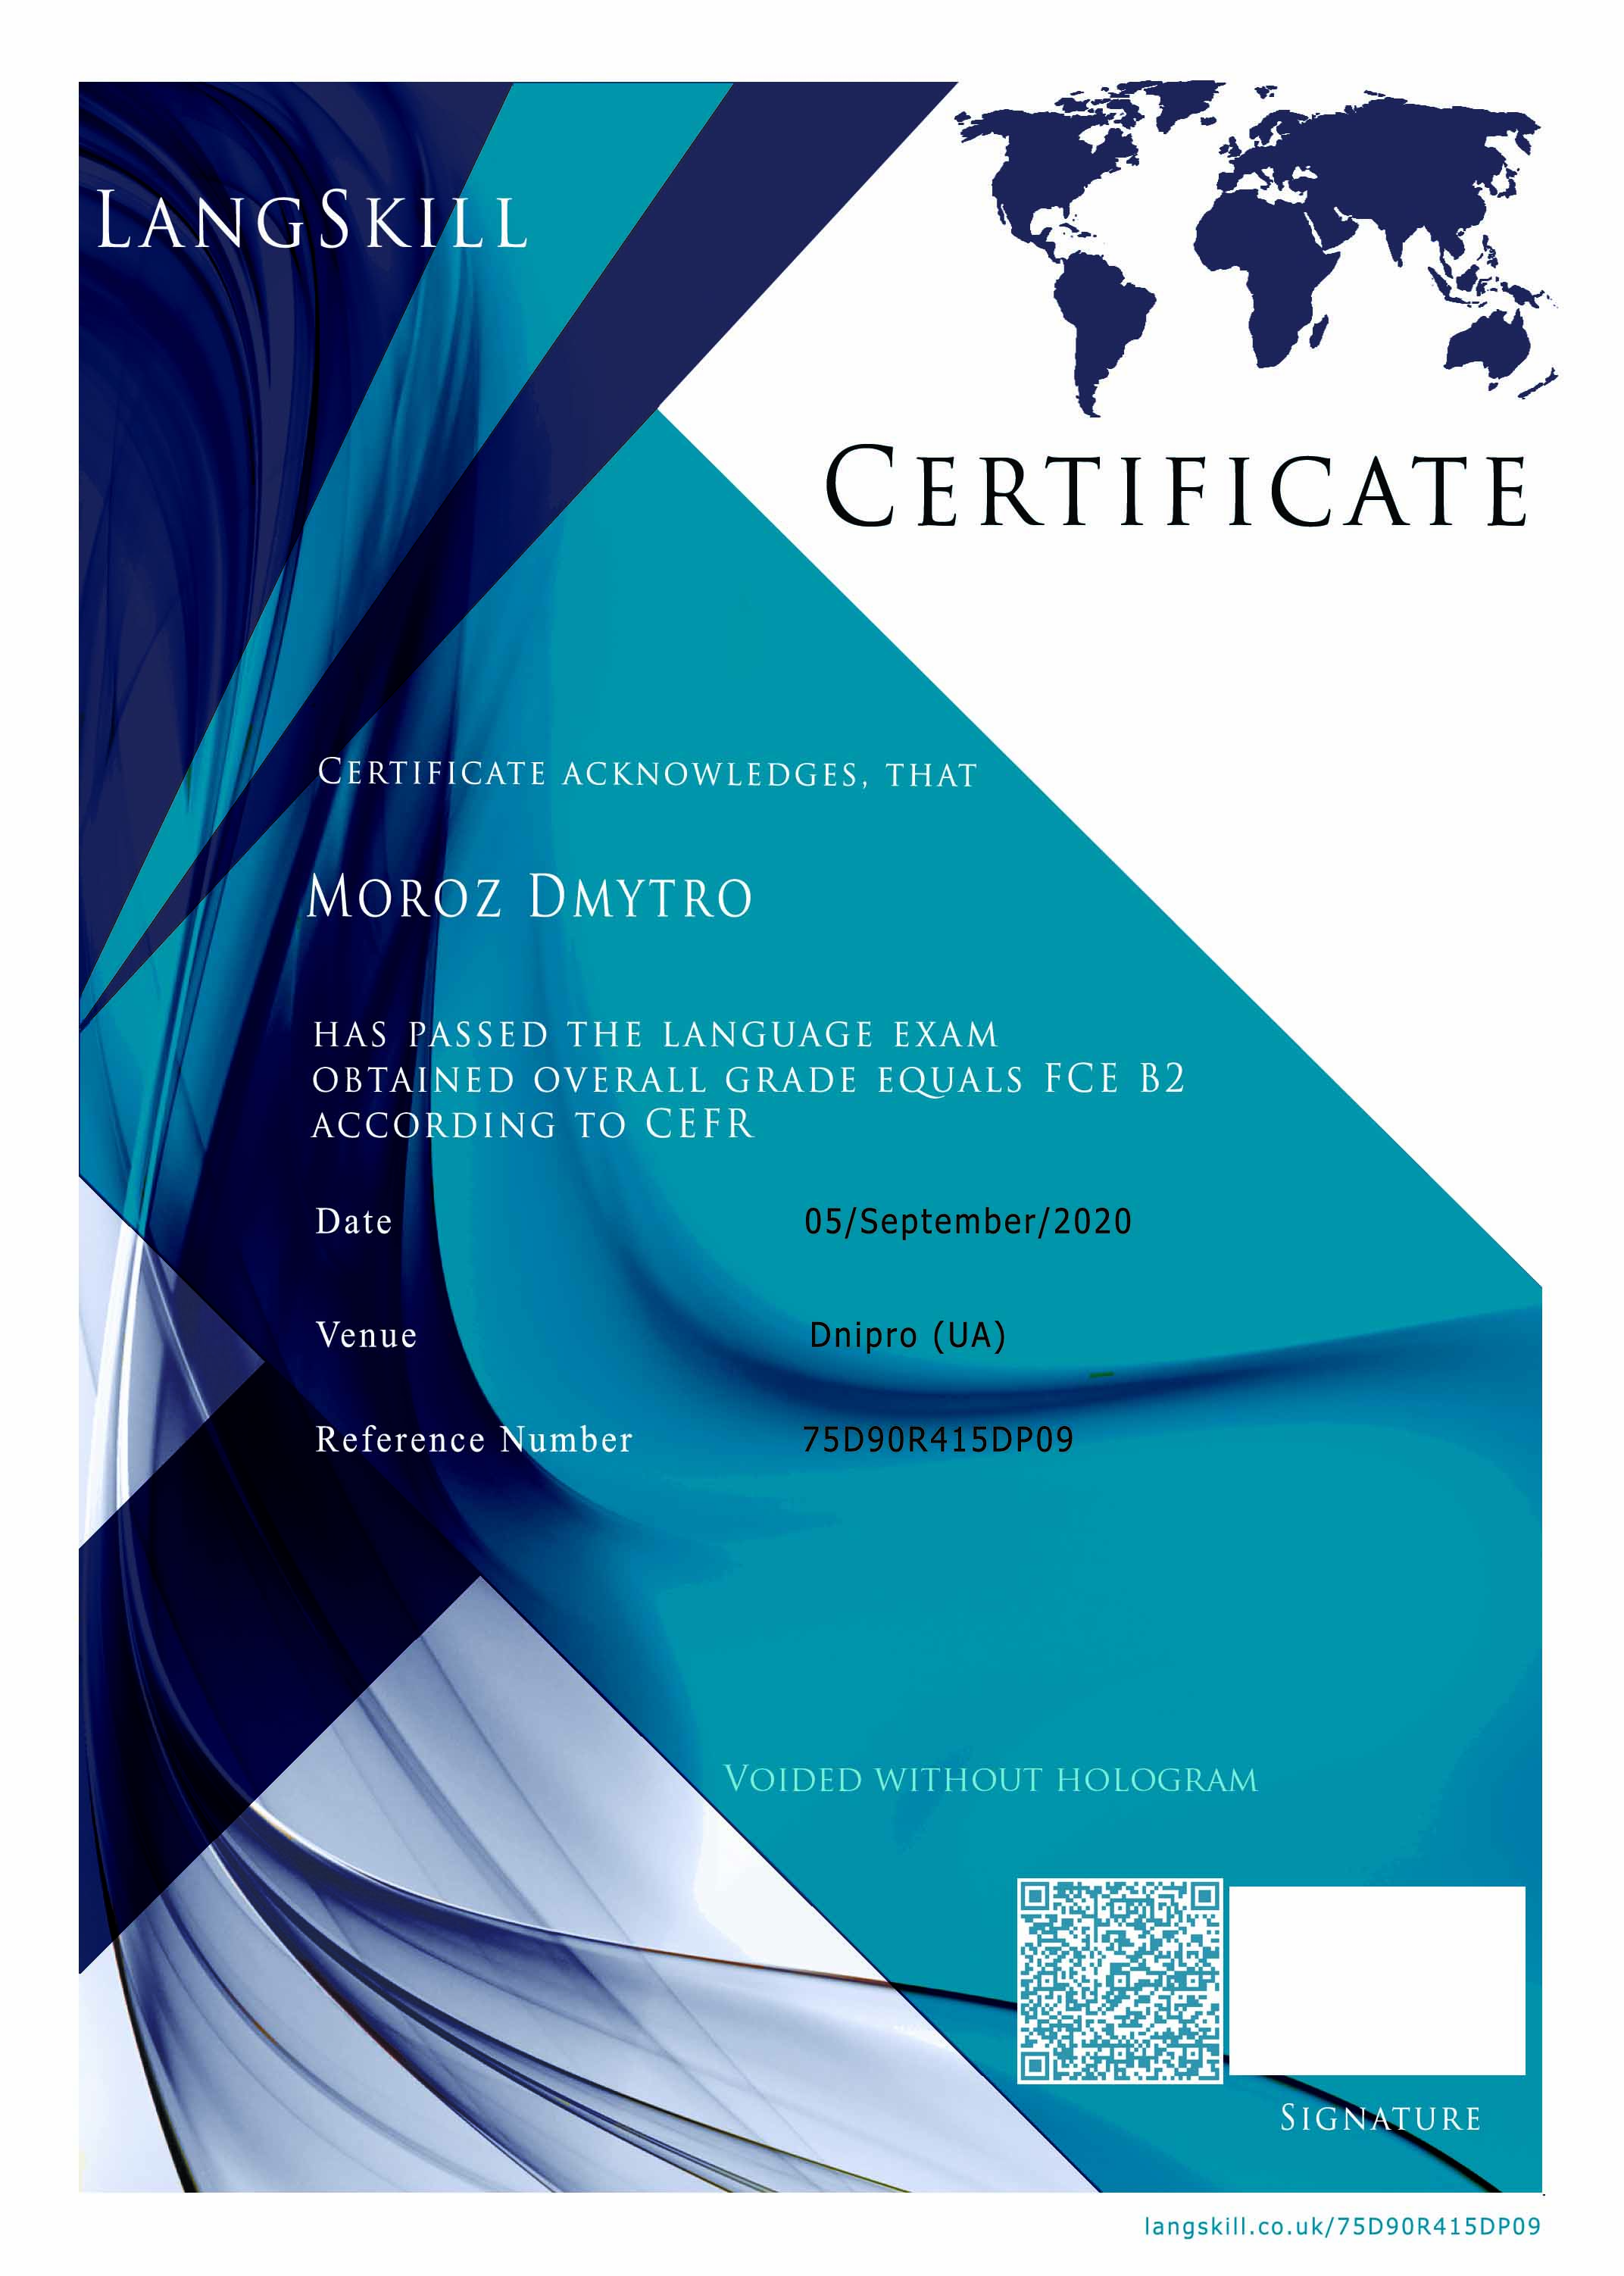 LANGSKILL
CERTIFICATE
CERTIFICATE ACKNOWLEDGES, THAT
MOROZ DMYTRO
HAS PASSED THE LANGUAGE EXAM
OBTAINED OVERALL GRADE EQUALS FCE B2
ACCORDING TO CEFR
Date 05/September/2020
Venue Dnipro (UA)
Reference Number 75D90R415DP09
VOIDED WITHOUT HOLOGRAM
SIGNATURE
langskill.co.uk/75D90R415DP09